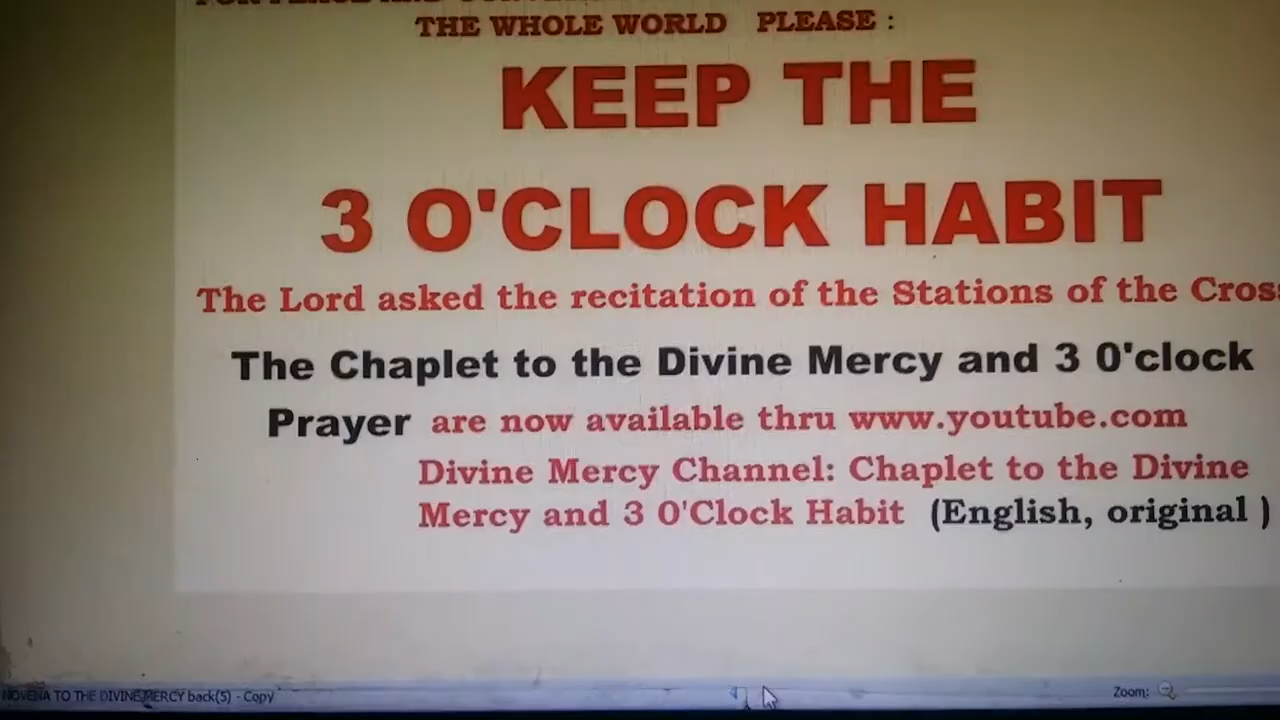 THE WHOLE WORLD PLEASE :
KEEP THE
3 O'CLOCK HABIT
The Lord asked the recitation of the Stations of the Cros
The Chaplet to the Divine Mercy and 3 0'clock
Prayer are now available thru www.youtube.com
Divine Mercy Channel: Chaplet to the Divine
Mercy and 3 0'Clock Habit (English, original )
NOVENA TO THE DIVINE MERCY back(5) - Copy
Zoom: